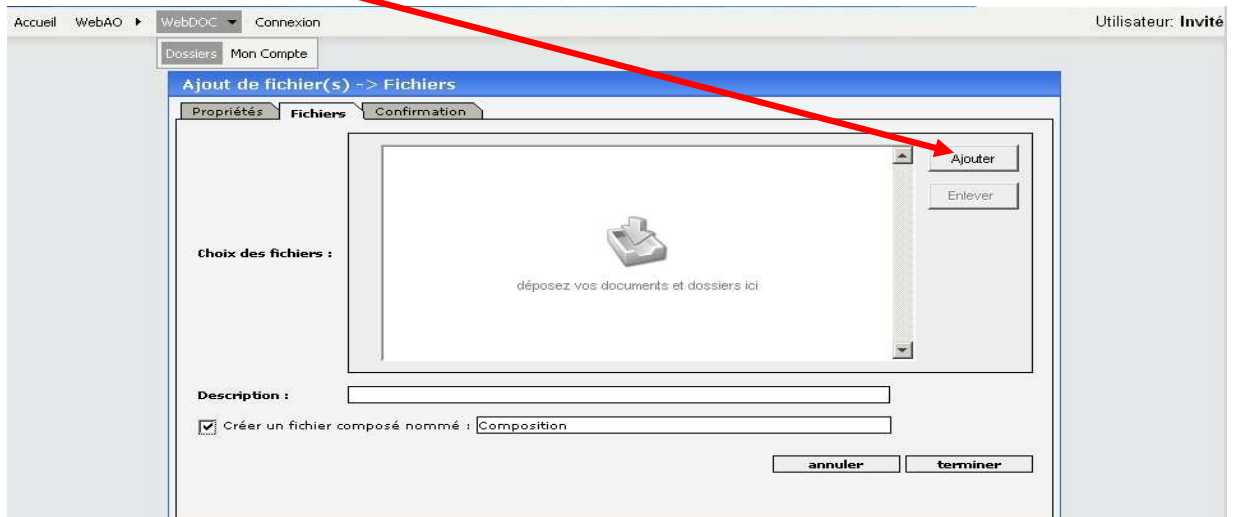 Accueil WebAO WebDOC Connexion Utilisateur: Invité
Dossiers Mon Compte
Ajout de fichier(s) -> Fichiers
Propriétés Fichiers Confirmation
Ajouter
Enlever
Choix des fichiers :
déposez vos documents et dossiers ici
Description :
Créer un fichier composé nommé : Composition
annuler terminer